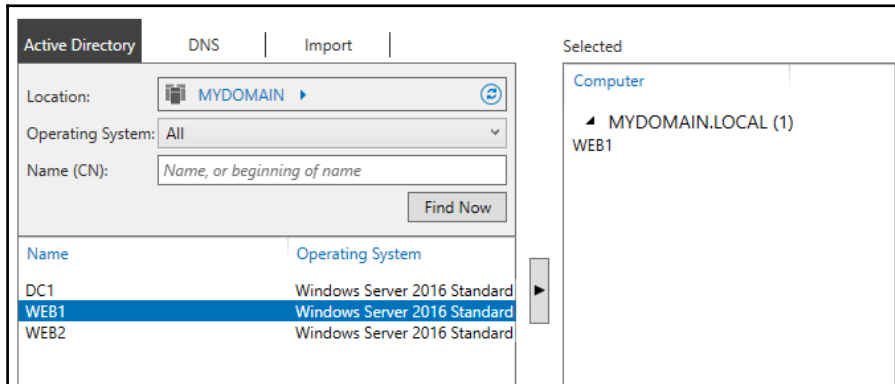 Active Directory DNS Import
Location: MYDOMAIN
Operating System: All
Name (CN): Name, or beginning of name
Find Now
Name Operating System
DC1 Windows Server 2016 Standard
WEB1 Windows Server 2016 Standard
WEB2 Windows Server 2016 Standard
Selected
Computer
MYDOMAIN.LOCAL (1)
WEB1